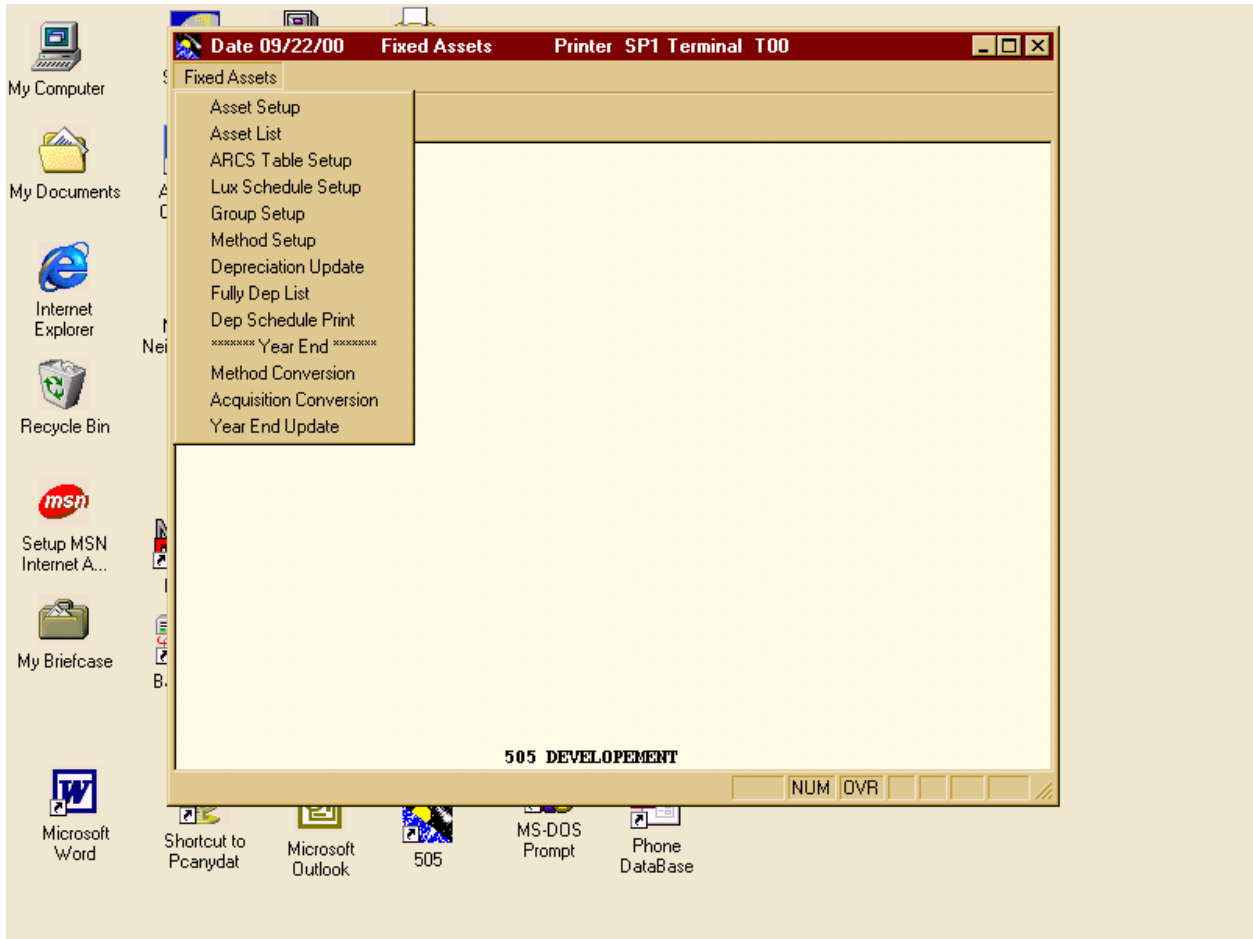 Date 09/22/00 Fixed Assets Printer SP1 Terminal T00
My Computer
Fixed Assets
Asset Setup
Asset List
ARCS Table Setup
My Documents
Lux Schedule Setup
Group Setup
Method Setup
Depreciation Update
Fully Dep List
Internet
Explorer
Dep Schedule Print
Nei
******* Year End *******
Method Conversion
Acquisition Conversion
Recycle Bin
Year End Update
msn
Setup MSN
Internet A...
My Briefcase
505 DEVELOPEMENT
NUM OVR
W
Microsoft
Word
Shortcut to
Pcanydat
Microsoft
Outlook
505
MS-DOS
Prompt
Phone
DataBase